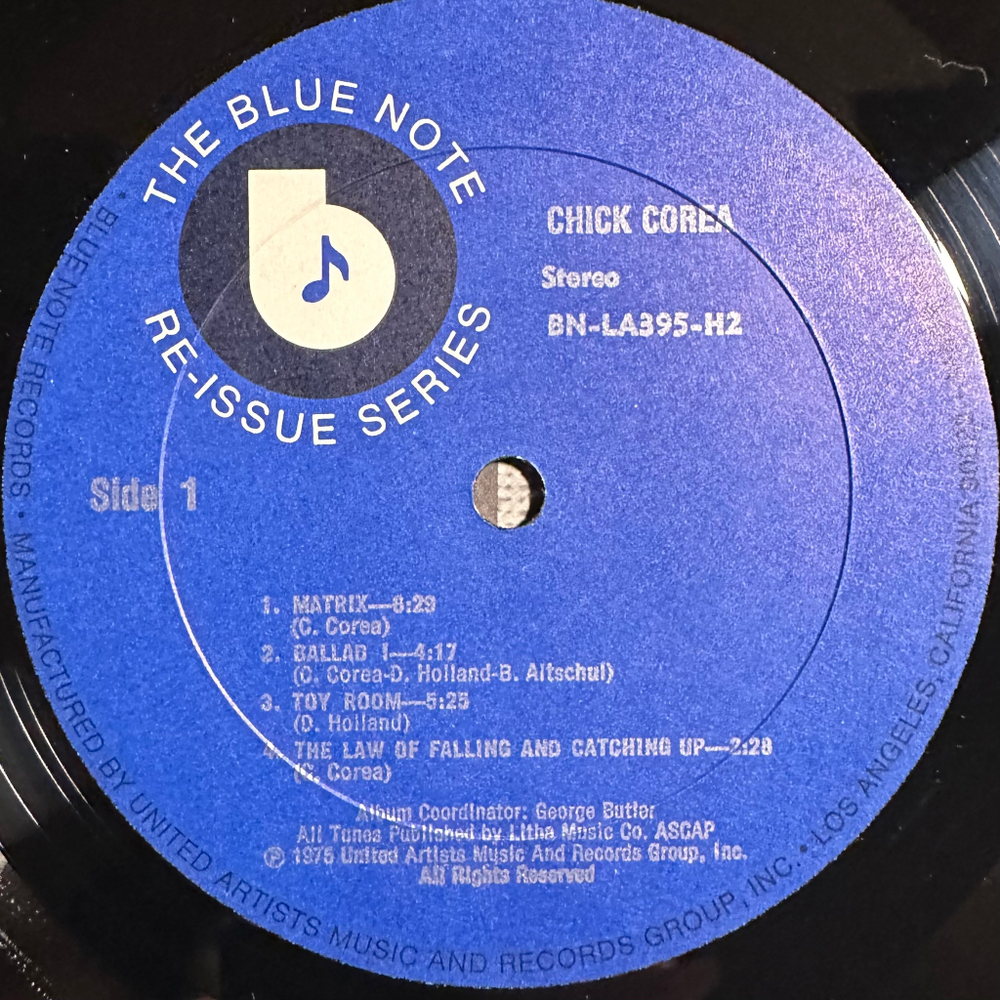 THE BLUE NOTE
RE-ISSUE SERIES
b
CHICK COREA
Stereo
BN-LA395-H2
Side 1
1. MATRIX—6:29
(C. Corea)
2. BALLAD I—4:17
(C. Corea-D. Holland-B. Altschul)
3. TOY ROOM—5:25
(D. Holland)
4. THE LAW OF FALLING AND CATCHING UP—2:28
(C. Corea)
Album Coordinator: George Butler
All Tunes Published by Litha Music Co. ASCAP
Ⓟ 1975 United Artists Music And Records Group, Inc.
All Rights Reserved
• BLUE NOTE RECORDS • MANUFACTURED BY UNITED ARTISTS MUSIC AND RECORDS GROUP, INC. • LOS ANGELES, CALIFORNIA